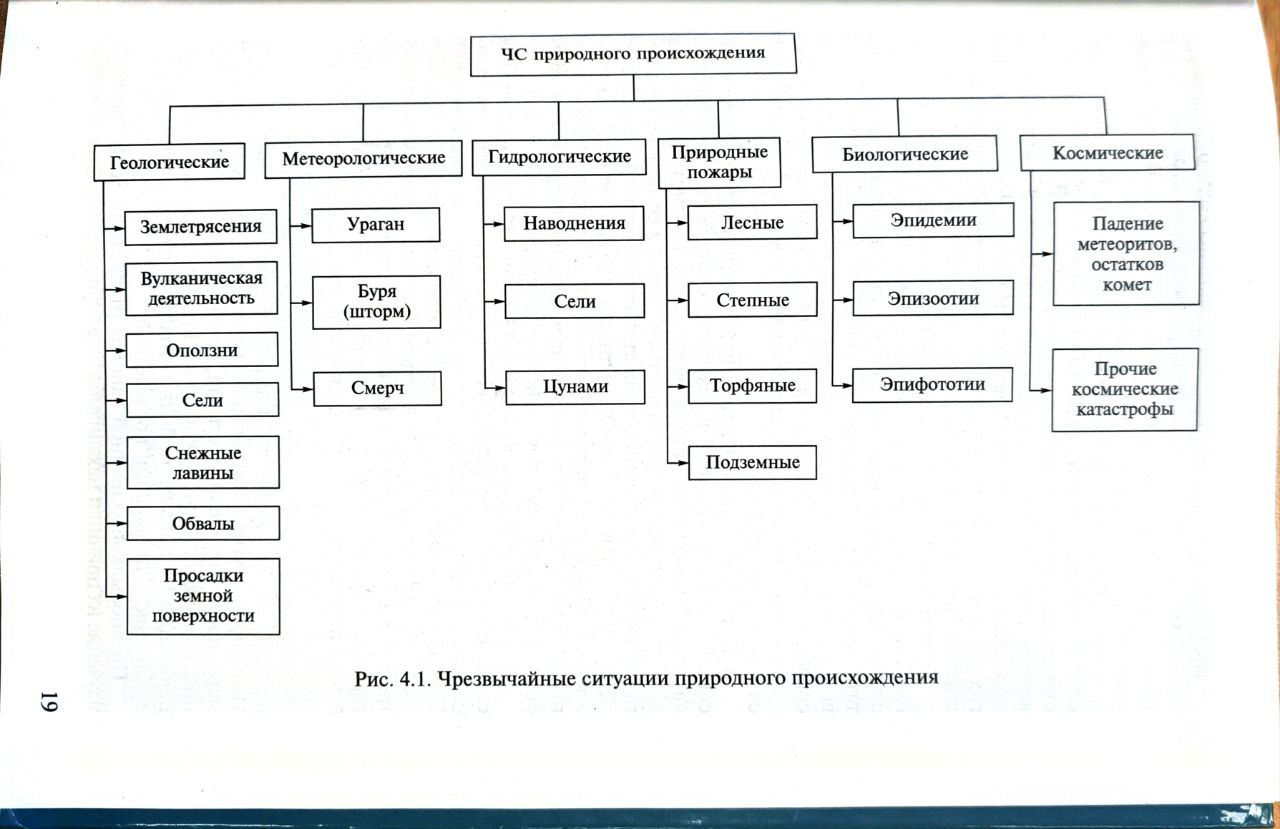 ЧС природного происхождения
Геологические
Землетрясения
Вулканическая
деятельность
Оползни
Сели
Снежные
лавины
Обвалы
Просадки
земной
поверхности
Метеорологические
Ураган
Буря
(шторм)
Смерч
Гидрологические
Наводнения
Сели
Цунами
Природные
пожары
Лесные
Степные
Торфяные
Подземные
Биологические
Эпидемии
Эпизоотии
Эпифототии
Космические
Падение
метеоритов,
остатков
комет
Прочие
космические
катастрофы
Рис. 4.1. Чрезвычайные ситуации природного происхождения
19